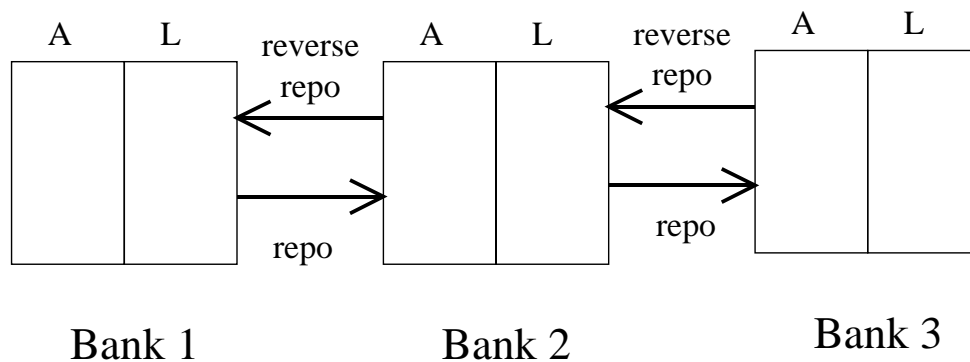 A L
reverse
repo
repo
A L
reverse
repo
repo
A L
Bank 1
Bank 2
Bank 3